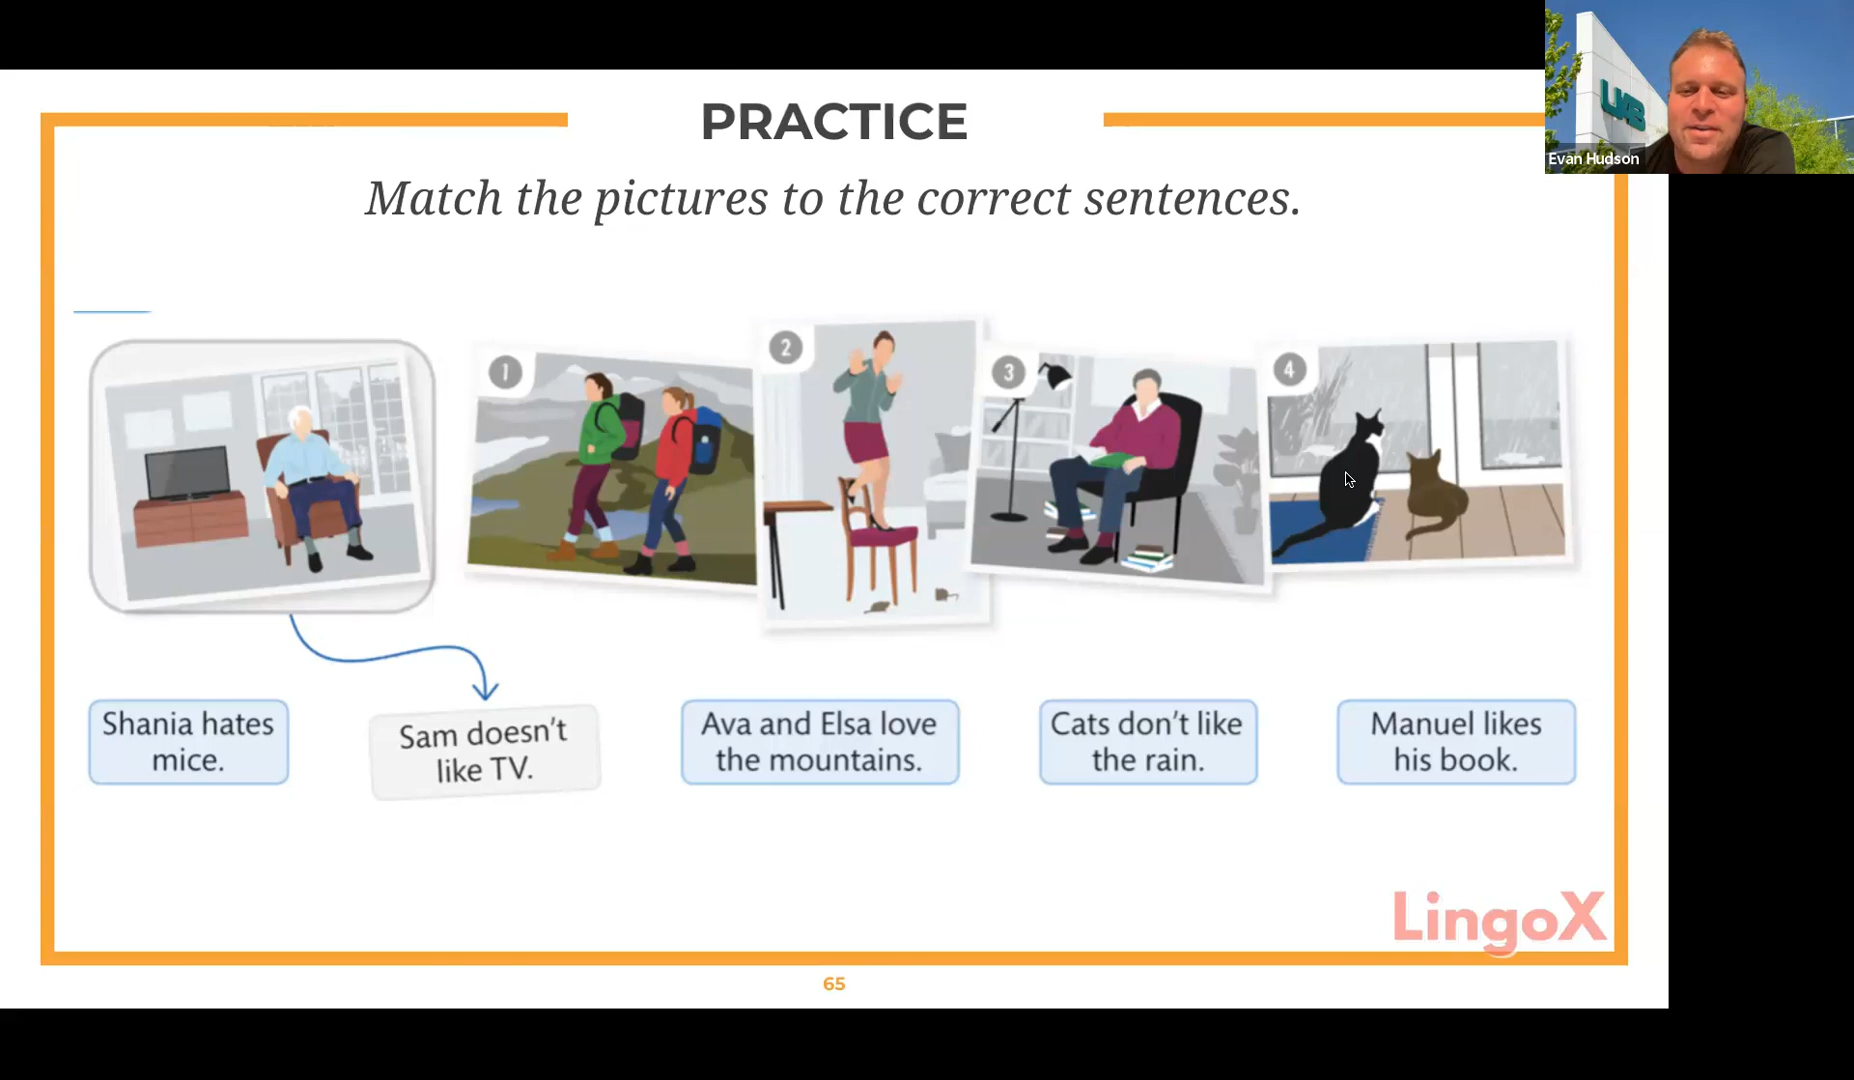 PRACTICE
UAB
Evan Hudson
Match the pictures to the correct sentences.
1
2
3
4
Shania hates
mice.
Sam doesn't
like TV.
Ava and Elsa love
the mountains.
Cats don't like
the rain.
Manuel likes
his book.
LingoX
65